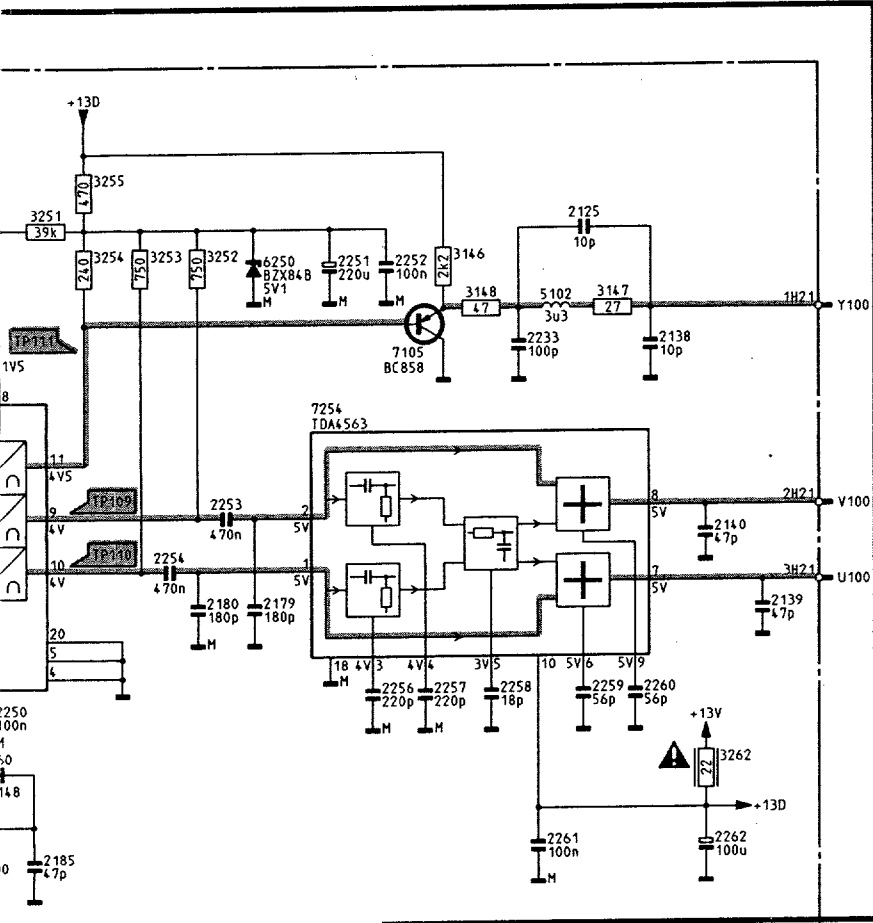 +13D
470
3255
3251
39k
240
3254
750
3253
750
3252
6250
BZX84B
5V1
M
2251
220u
M
2252
100n
M
2k2
3146
2125
10p
3148
47
5102
3u3
3147
27
1H21
Y100
7105
BC858
2233
100p
2138
10p
TP111
1V5
8
11
4V5
TP109
9
4V
2253
470n
TP110
10
4V
2254
470n
2180
180p
M
2179
180p
20
5
4
7254
TDA4563
2
5V
1
5V
8
5V
7
5V
2H21
V100
2140
47p
3H21
U100
2139
47p
18
M
4V
3
4V
4
3V
5
10
5V
6
5V
9
2256
220p
M
2257
220p
M
2258
18p
2259
56p
2260
56p
2250
100n
M
60
148
00
2185
47p
+13V
22
3262
+13D
2261
100n
M
2262
100u